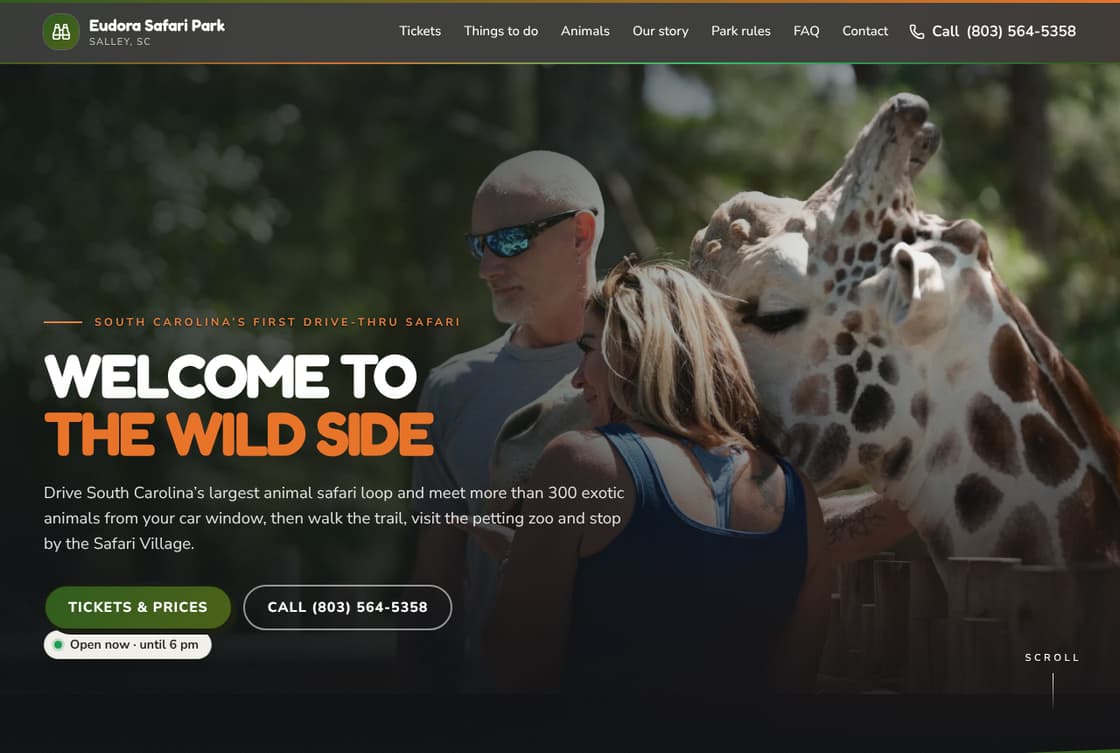 Eudora Safari Park
SALLEY, SC
Tickets
Things to do
Animals
Our story
Park rules
FAQ
Contact
Call (803) 564-5358
SOUTH CAROLINA'S FIRST DRIVE-THRU SAFARI
WELCOME TO
THE WILD SIDE
Drive South Carolina's largest animal safari loop and meet more than 300 exotic
animals from your car window, then walk the trail, visit the petting zoo and stop
by the Safari Village.
TICKETS & PRICES
CALL (803) 564-5358
Open now · until 6 pm
SCROLL